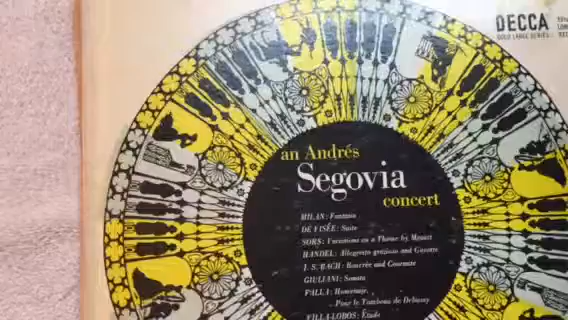 DECCA
GOLD LABEL SERIES
an Andrés
Segovia
concert
MILAN: Fantasia
DE VISÉE: Suite
SORS: Variations on a Theme by Mozart
HANDEL: Allegretto grazioso and Gavotte
J. S. BACH: Bourrée and Courante
GIULIANI: Sonata
FALLA: Homenaje,
Pour le Tombeau de Debussy
VILLA-LOBOS: Étude